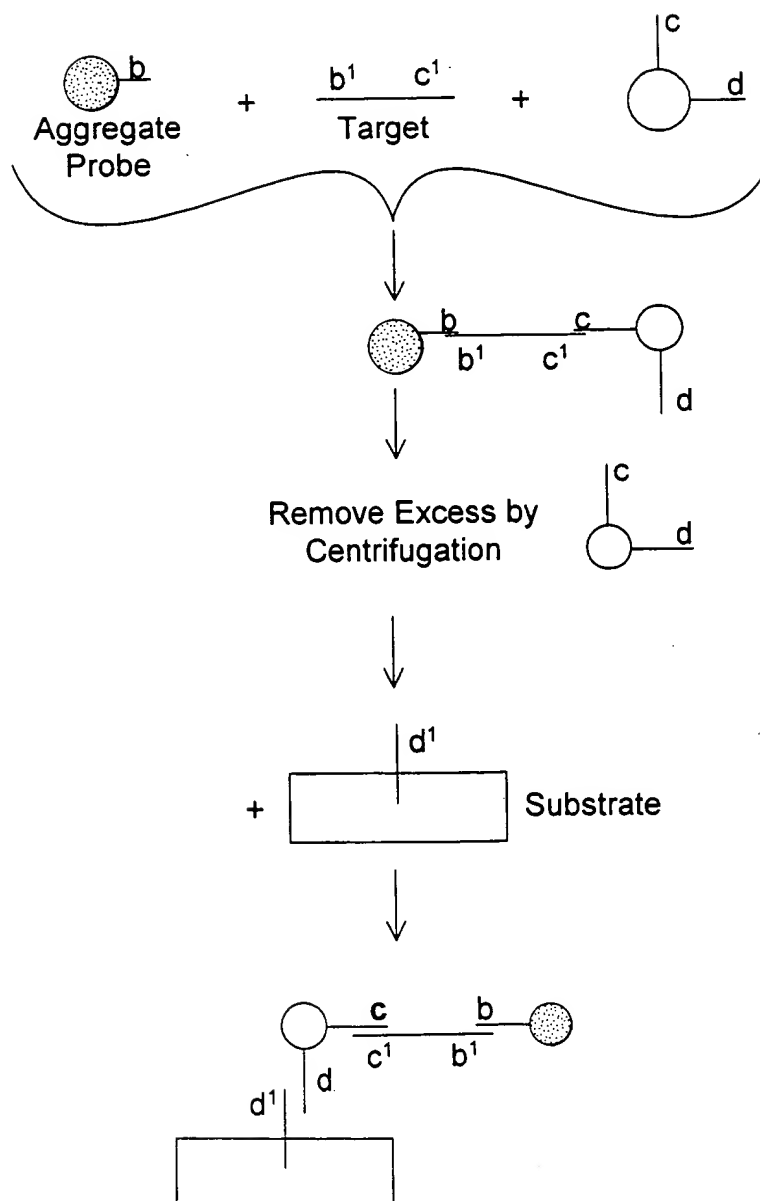 c
b
b¹ c¹
d
+ +
Aggregate
Probe
Target
b c
b¹ c¹
d
c
Remove Excess by
Centrifugation
d
d¹
+
Substrate
c b
c¹ b¹
d
d¹